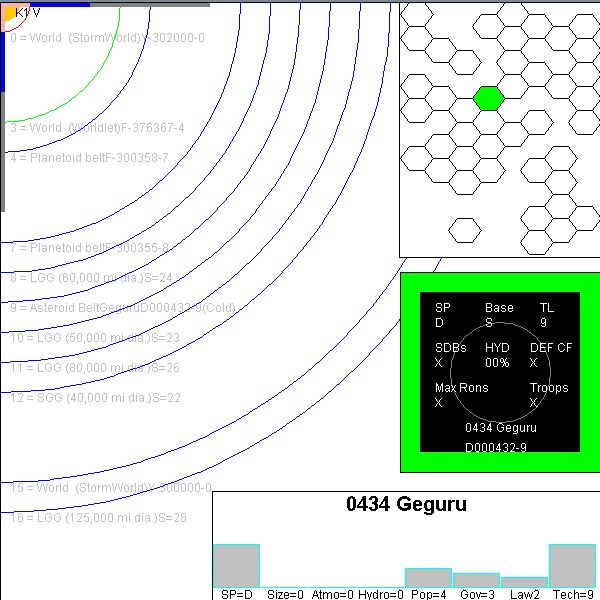 K1 V
0 = World  (StormWorld)Y-302000-0
3 = World  (Worldlet)F-376367-4
4 = Planetoid beltF-300358-7
7 = Planetoid beltF-300355-8
8 = LGG (60,000 mi dia.)S=24
9 = Asteroid BeltGeguruD000432-9(Cold)
10 = LGG (50,000 mi dia.)S=23
11 = LGG (80,000 mi dia.)S=26
12 = SGG (40,000 mi dia.)S=22
15 = World  (StormWorld)Y-300000-0
16 = LGG (125,000 mi dia.)S=28
SP Base TL
D S 9
SDBs HYD DEF CF
X 00% X
Max Rons Troops
X X
0434 Geguru
D000432-9
0434 Geguru
SP=D Size=0 Atmo=0 Hydro=0 Pop=4 Gov=3 Law2 Tech=9